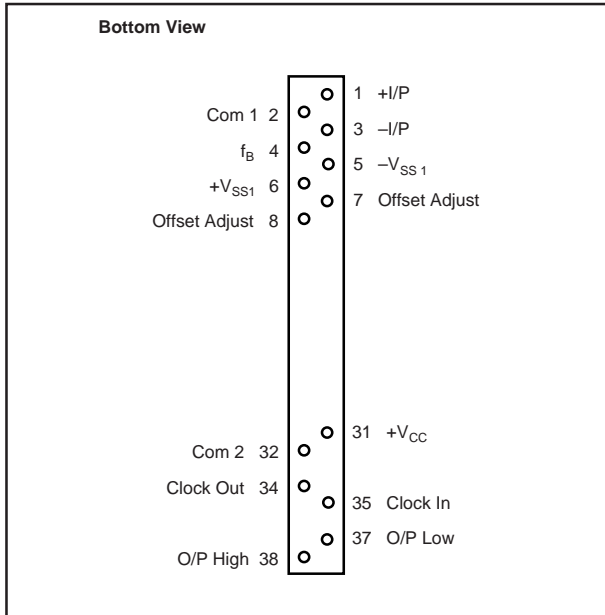 Bottom View
1 +I/P
Com 1 2
3 –I/P
f_B 4
5 –V_SS 1
+V_SS1 6
7 Offset Adjust
Offset Adjust 8
31 +V_CC
Com 2 32
Clock Out 34
35 Clock In
37 O/P Low
O/P High 38